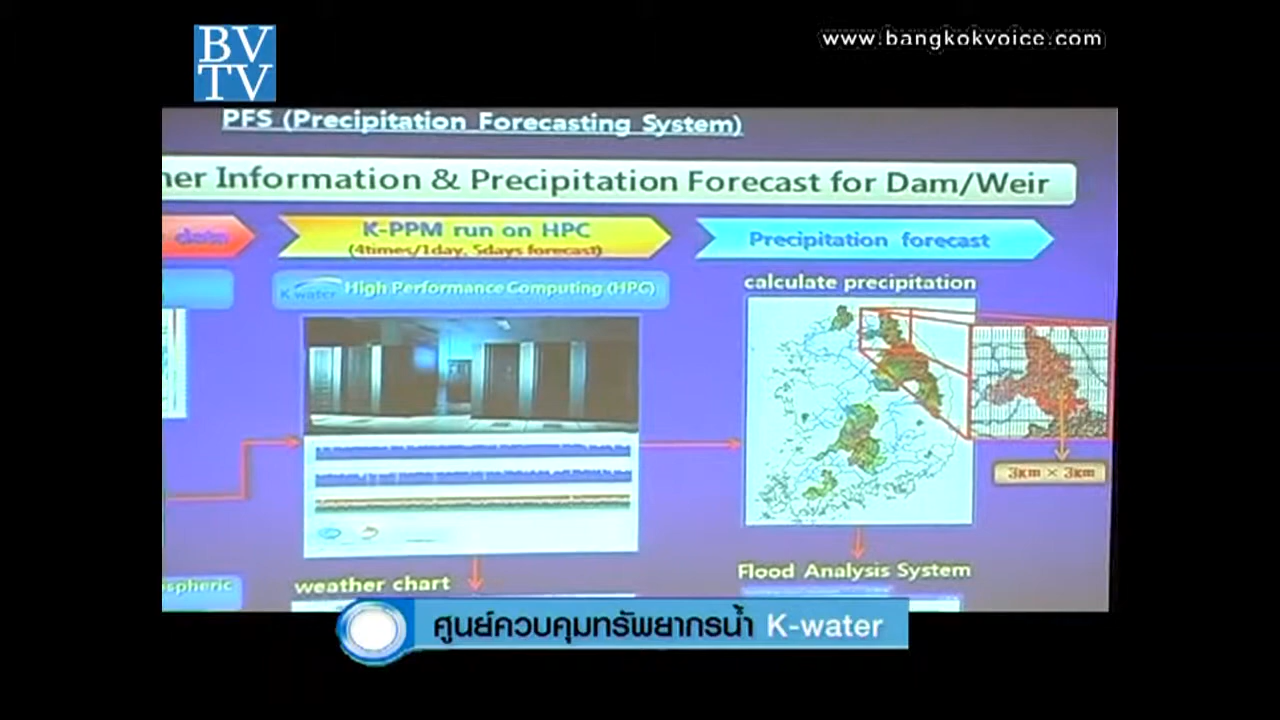 BV
TV
www.bangkokvoice.com
PFS (Precipitation Forecasting System)
Information & Precipitation Forecast for Dam/Weir
data
K-PPM run on HPC
(4times/1day, 5days forecast)
Precipitation forecast
K water
High Performance Computing (HPC)
calculate precipitation
3km × 3km
weather chart
Flood Analysis System
ศูนย์ควบคุมทรัพยากรน้ำ K-water